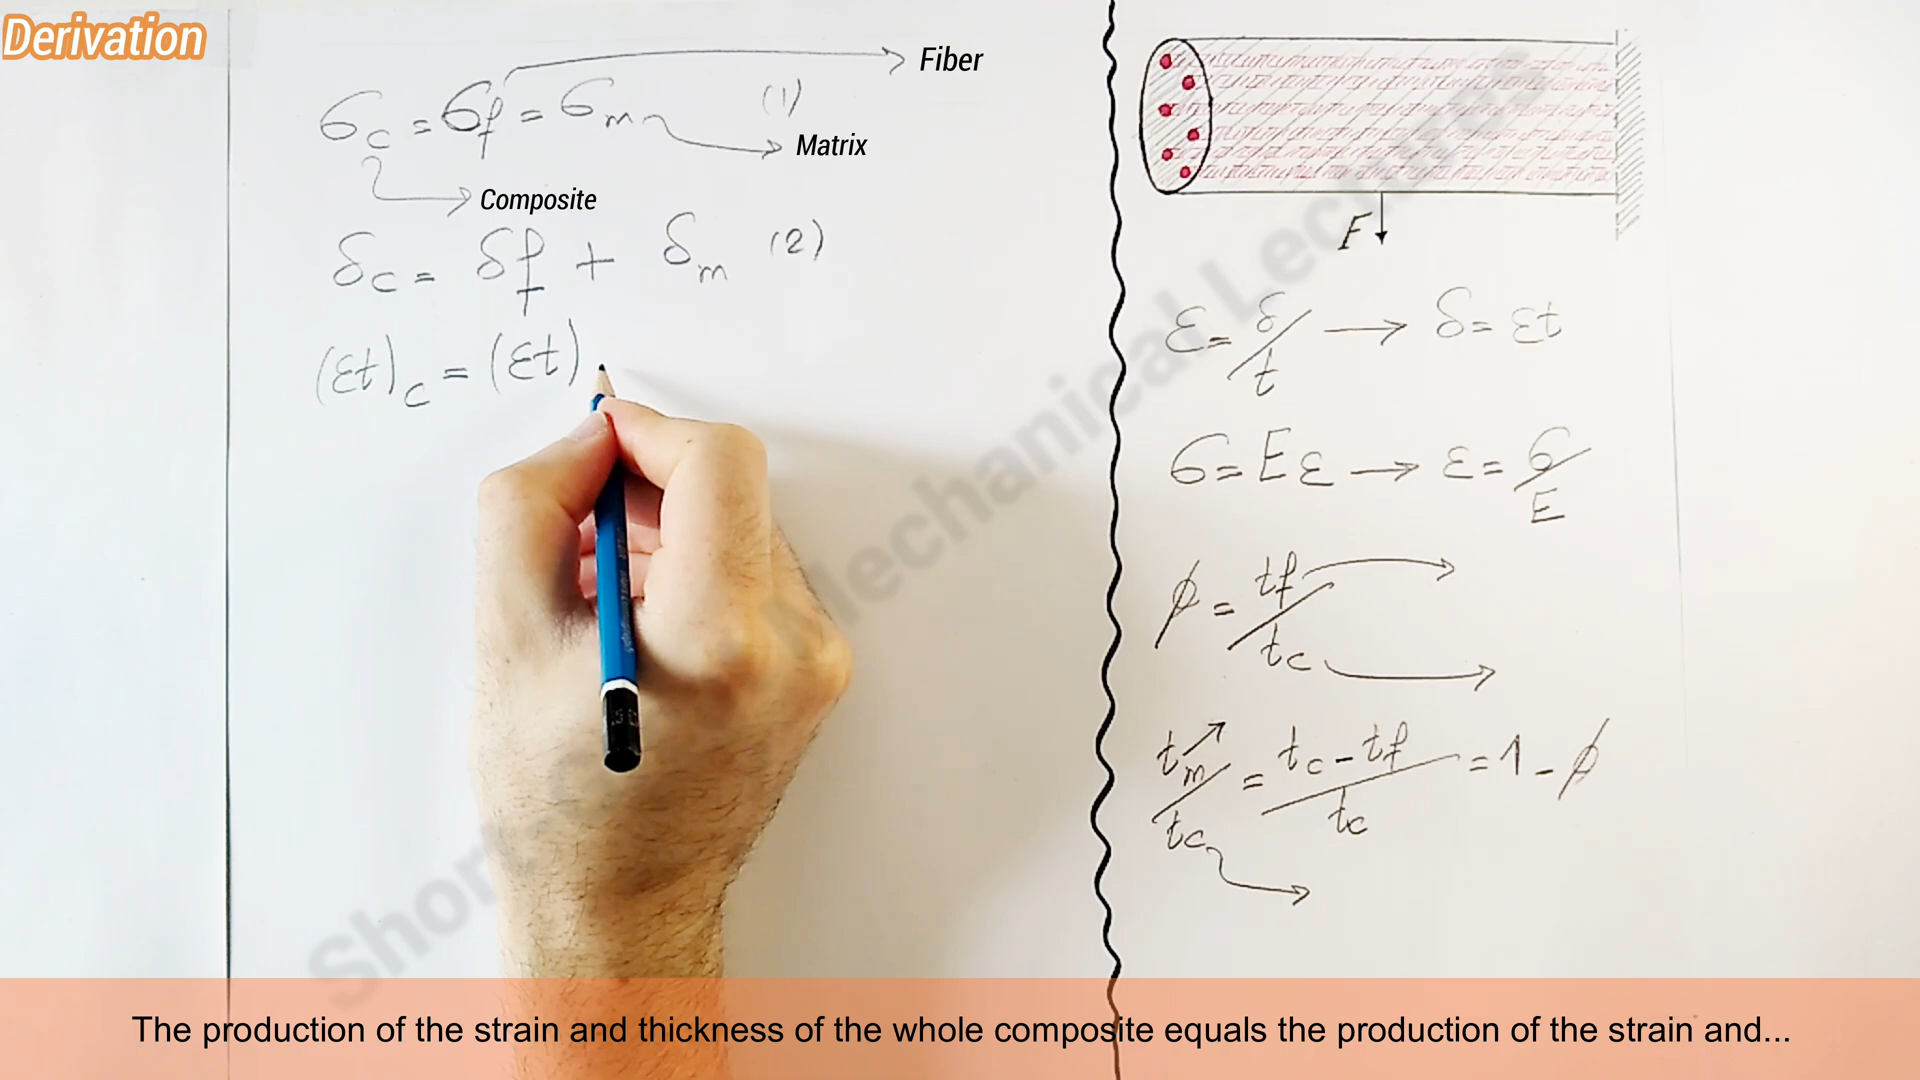 Derivation
Fiber
σc = σf = σm (1)
Matrix
Composite
δc = δf + δm (2)
(εt)c = (εt)
F
ε = δ/t → δ = εt
σ = E ε → ε = σ/E
ϕ = tf/tc
tm/tc = tc - tf/tc = 1 - ϕ
Mechanical Lec
The production of the strain and thickness of the whole composite equals the production of the strain and...